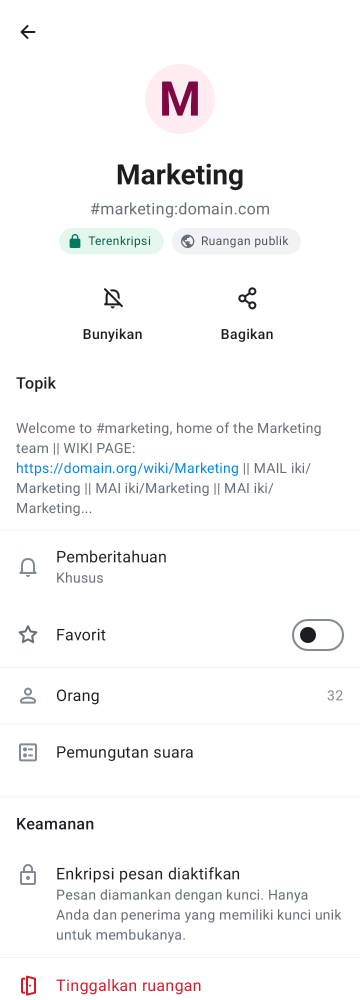 M
Marketing
#marketing:domain.com
Terenkripsi
Ruangan publik
Bunyikan
Bagikan
Topik
Welcome to #marketing, home of the Marketing
team || WIKI PAGE:
https://domain.org/wiki/Marketing || MAIL iki/
Marketing || MAI iki/Marketing || MAI iki/
Marketing...
Pemberitahuan
Khusus
Favorit
Orang
32
Pemungutan suara
Keamanan
Enkripsi pesan diaktifkan
Pesan diamankan dengan kunci. Hanya
Anda dan penerima yang memiliki kunci unik
untuk membukanya.
Tinggalkan ruangan